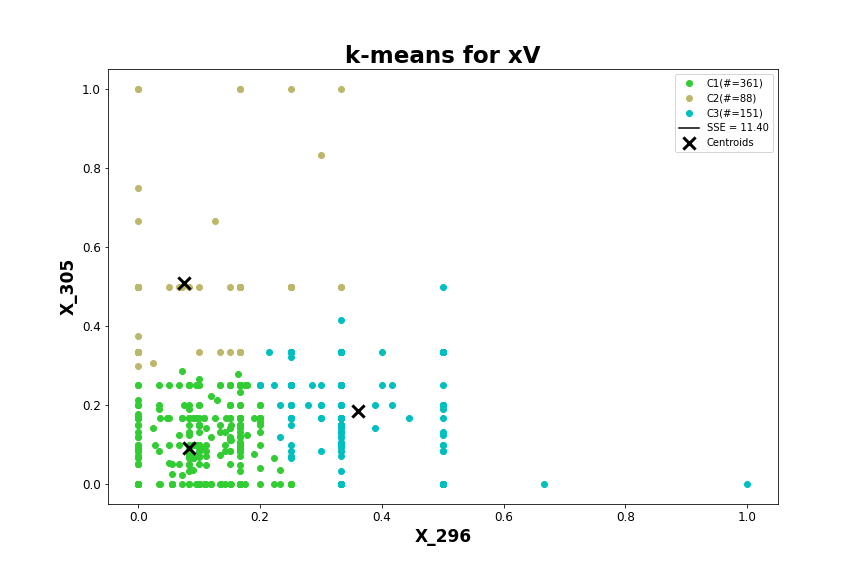 k-means for xV
C1(#=361)
C2(#=88)
C3(#=151)
SSE = 11.40
Centroids
1.0
0.8
0.6
0.4
0.2
0.0
X_305
0.0 0.2 0.4 0.6 0.8 1.0
X_296